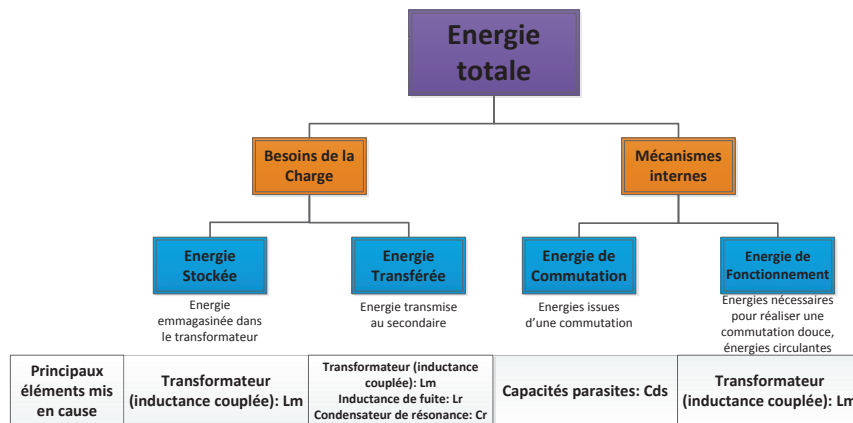 Energie
totale
Besoins de la
Charge
Mécanismes
internes
Energie
Stockée
Energie
Transférée
Energie de
Commutation
Energie de
Fonctionnement
Energie
emmagasinée dans
le transformateur
Energie transmise
au secondaire
Energies issues
d'une commutation
Energies nécessaires
pour réaliser une
commutation douce,
énergies circulantes
Principaux
éléments mis
en cause
Transformateur
(inductance couplée): Lm
Transformateur (inductance
couplée): Lm
Inductance de fuite: Lr
Condensateur de résonance: Cr
Capacités parasites: Cds
Transformateur
(inductance couplée): Lm